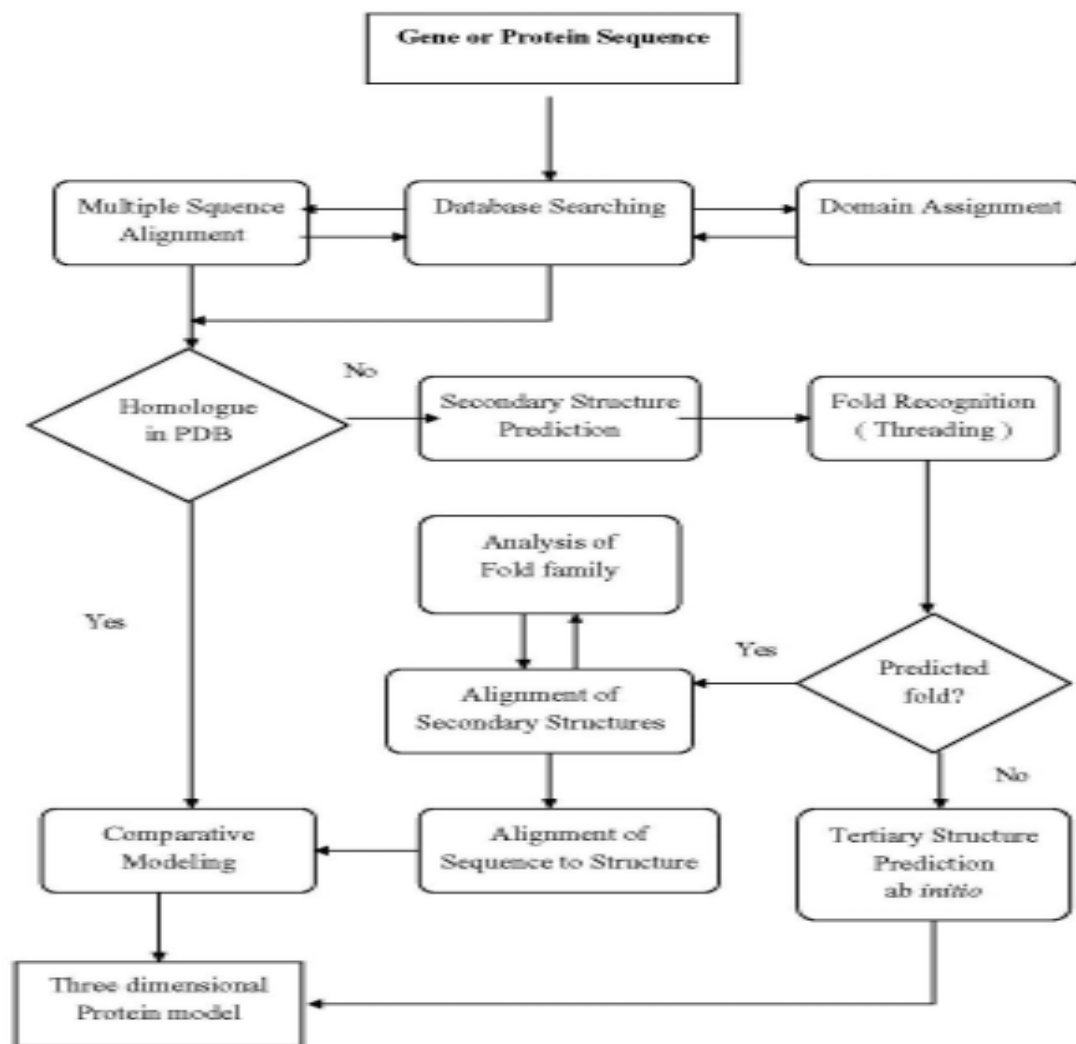 Gene or Protein Sequence
Multiple Squence
Alignment
Database Searching
Domain Assignment
Homologue
in PDB
No
Secondary Structure
Prediction
Fold Recognition
( Threading )
Analysis of
Fold family
Yes
Yes
Predicted
fold?
Alignment of
Secondary Structures
No
Comparative
Modeling
Alignment of
Sequence to Structure
Tertiary Structure
Prediction
ab initio
Three dimensional
Protein model